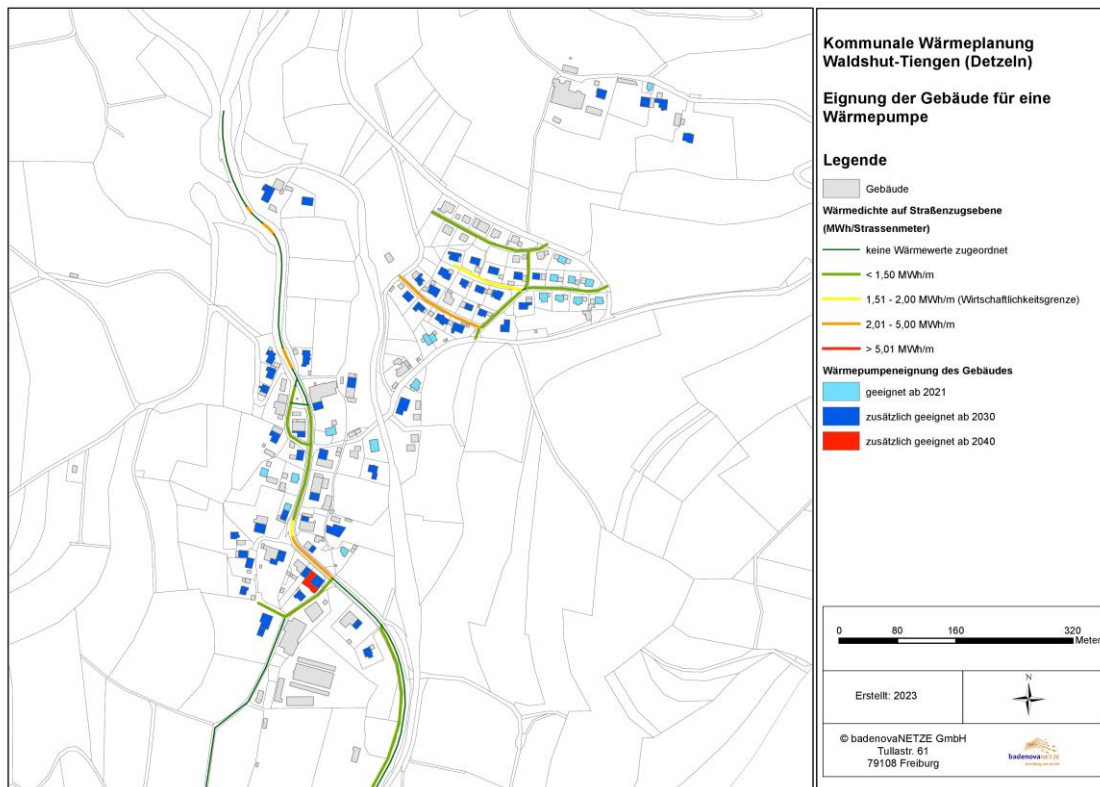 Kommunale Wärmeplanung
Waldshut-Tiengen (Detzeln)
Eignung der Gebäude für eine
Wärmepumpe
Legende
Gebäude
Wärmedichte auf Straßenzugsebene
(MWh/Strassenmeter)
keine Wärmewerte zugeordnet
< 1,50 MWh/m
1,51 - 2,00 MWh/m (Wirtschaftlichkeitsgrenze)
2,01 - 5,00 MWh/m
> 5,01 MWh/m
Wärmepumpeneignung des Gebäudes
geeignet ab 2021
zusätzlich geeignet ab 2030
zusätzlich geeignet ab 2040
0 80 160 320
Meter
Erstellt: 2023
N
© badenovaNETZE GmbH
Tullastr. 61
79108 Freiburg
badenovaNETZE